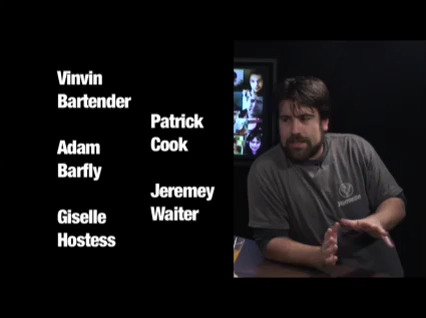 Vinvin
Bartender
Adam
Barfly
Giselle
Hostess
Patrick
Cook
Jeremey
Waiter